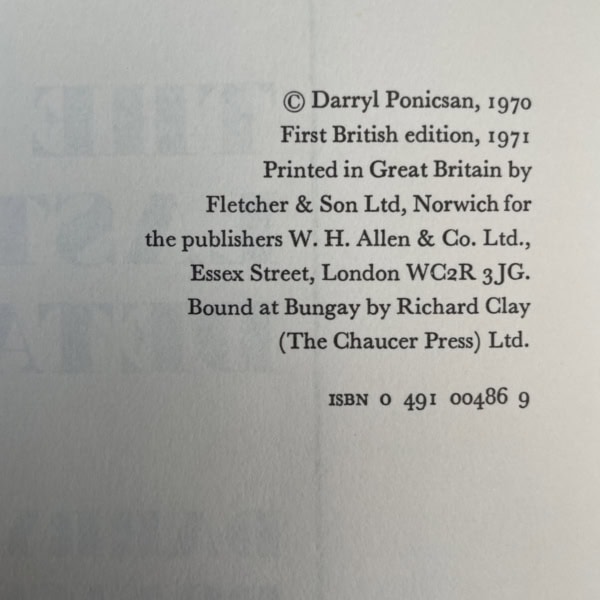 © Darryl Ponicsan, 1970
First British edition, 1971
Printed in Great Britain by
Fletcher & Son Ltd, Norwich for
the publishers W. H. Allen & Co. Ltd.,
Essex Street, London WC2R 3JG.
Bound at Bungay by Richard Clay
(The Chaucer Press) Ltd.
ISBN 0 491 00486 9